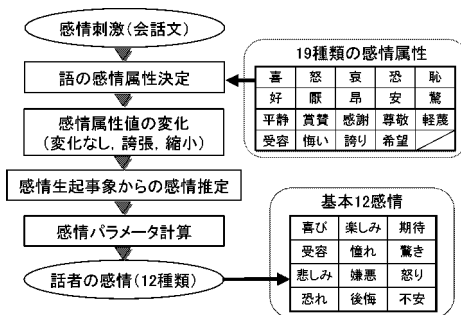 感情刺激(会話文)
語の感情属性決定
感情属性値の変化
(変化なし, 誇張, 縮小)
感情生起事象からの感情推定
感情パラメータ計算
話者の感情(12種類)
19種類の感情属性
喜 怒 哀 恐 恥
好 厭 昂 安 驚
平静 賞賛 感謝 尊敬 軽蔑
受容 悔い 誇り 希望
基本12感情
喜び 楽しみ 期待
受容 憧れ 驚き
悲しみ 嫌悪 怒り
恐れ 後悔 不安